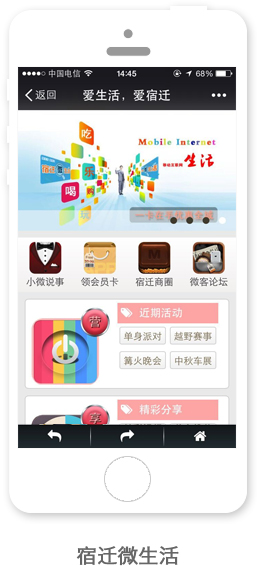 中国电信 14:45 68%
返回 爱生活，爱宿迁
吃
Mobile Internet
乐
生活
喝
小微说事 领会员卡 宿迁商圈 微客论坛
营
近期活动
单身派对 越野赛事
篝火晚会 中秋车展
享
精彩分享
宿迁微生活